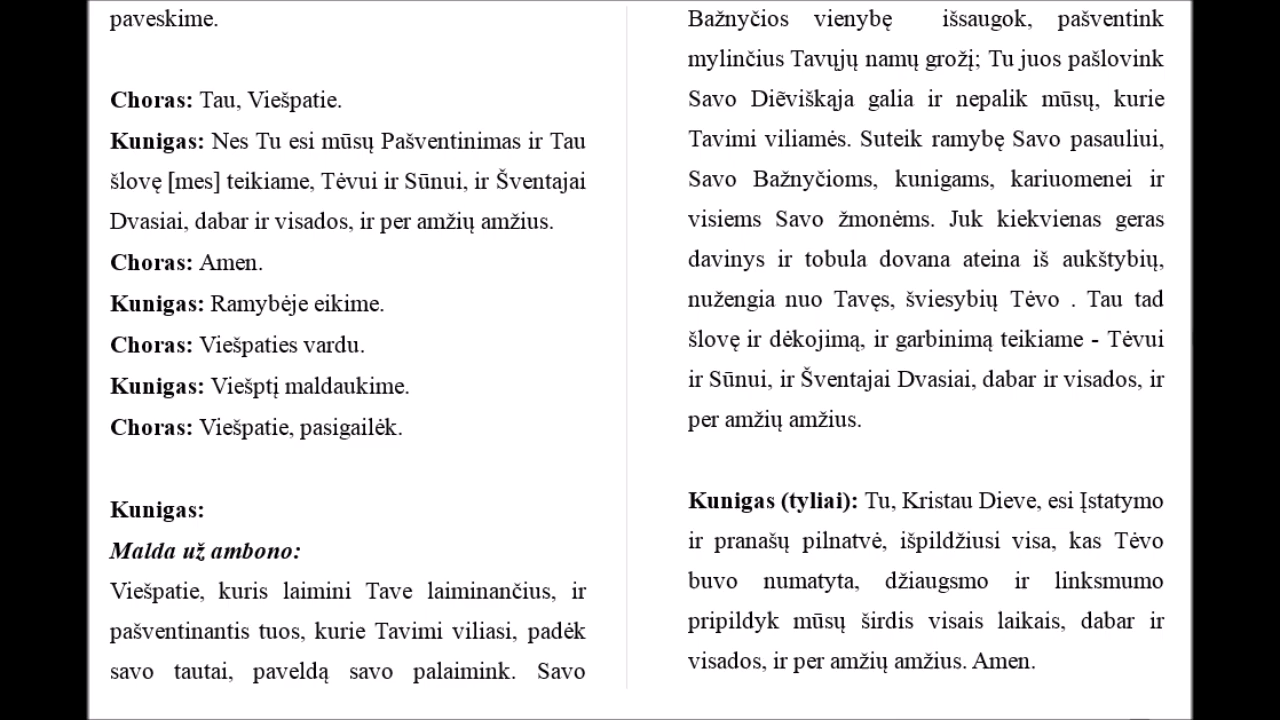 paveskime.
Choras: Tau, Viešpatie.
Kunigas: Nes Tu esi mūsų Pašventinimas ir Tau
šlovę [mes] teikiame, Tėvui ir Sūnui, ir Šventajai
Dvasiai, dabar ir visados, ir per amžių amžius.
Choras: Amen.
Kunigas: Ramybėje eikime.
Choras: Viešpaties vardu.
Kunigas: Viešptį maldaukime.
Choras: Viešpatie, pasigailėk.
Kunigas:
Malda už ambono:
Viešpatie, kuris laimini Tave laiminančius, ir
pašventinantis tuos, kurie Tavimi viliasi, padėk
savo tautai, paveldą savo palaimink. Savo
Bažnyčios vienybę išsaugok, pašventink
mylinčius Tavųjų namų grožį; Tu juos pašlovink
Savo Diẽviškąja galia ir nepalik mūsų, kurie
Tavimi viliamės. Suteik ramybę Savo pasauliui,
Savo Bažnyčioms, kunigams, kariuomenei ir
visiems Savo žmonėms. Juk kiekvienas geras
davinys ir tobula dovana ateina iš aukštybių,
nužengia nuo Tavęs, šviesybių Tėvo . Tau tad
šlovę ir dėkojimą, ir garbinimą teikiame - Tėvui
ir Sūnui, ir Šventajai Dvasiai, dabar ir visados, ir
per amžių amžius.
Kunigas (tyliai): Tu, Kristau Dieve, esi Įstatymo
ir pranašų pilnatvė, išpildžiusi visa, kas Tėvo
buvo numatyta, džiaugsmo ir linksmumo
pripildyk mūsų širdis visais laikais, dabar ir
visados, ir per amžių amžius. Amen.